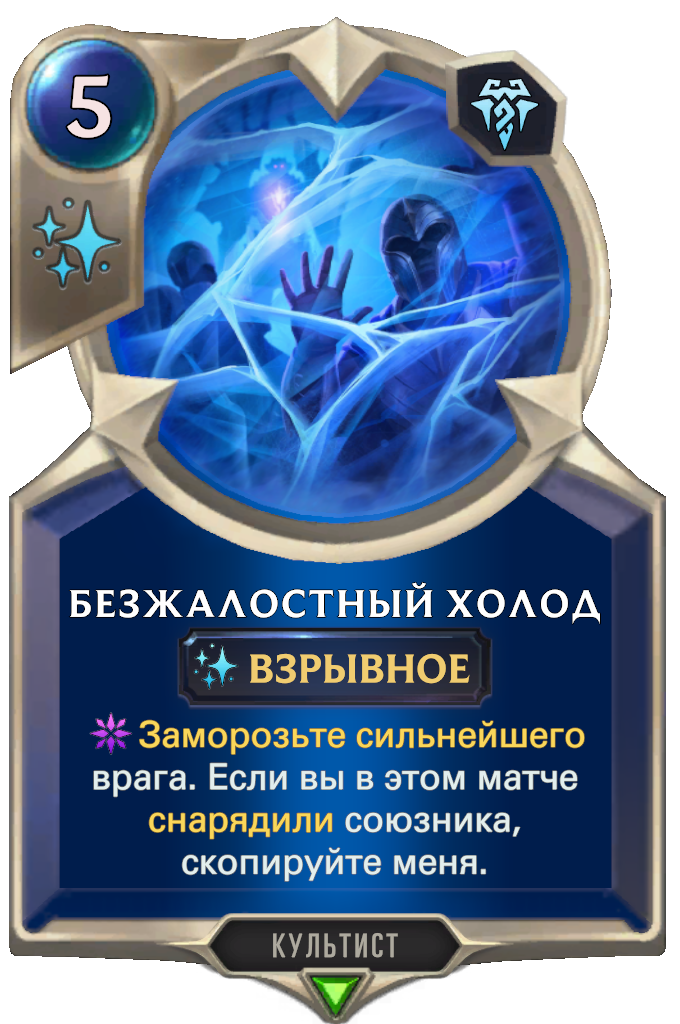 5
БЕЗЖАЛОСТНЫЙ ХОЛОД
ВЗРЫВНОЕ
Заморозьте сильнейшего
врага. Если вы в этом матче
снарядили союзника,
скопируйте меня.
КУЛЬТИСТ